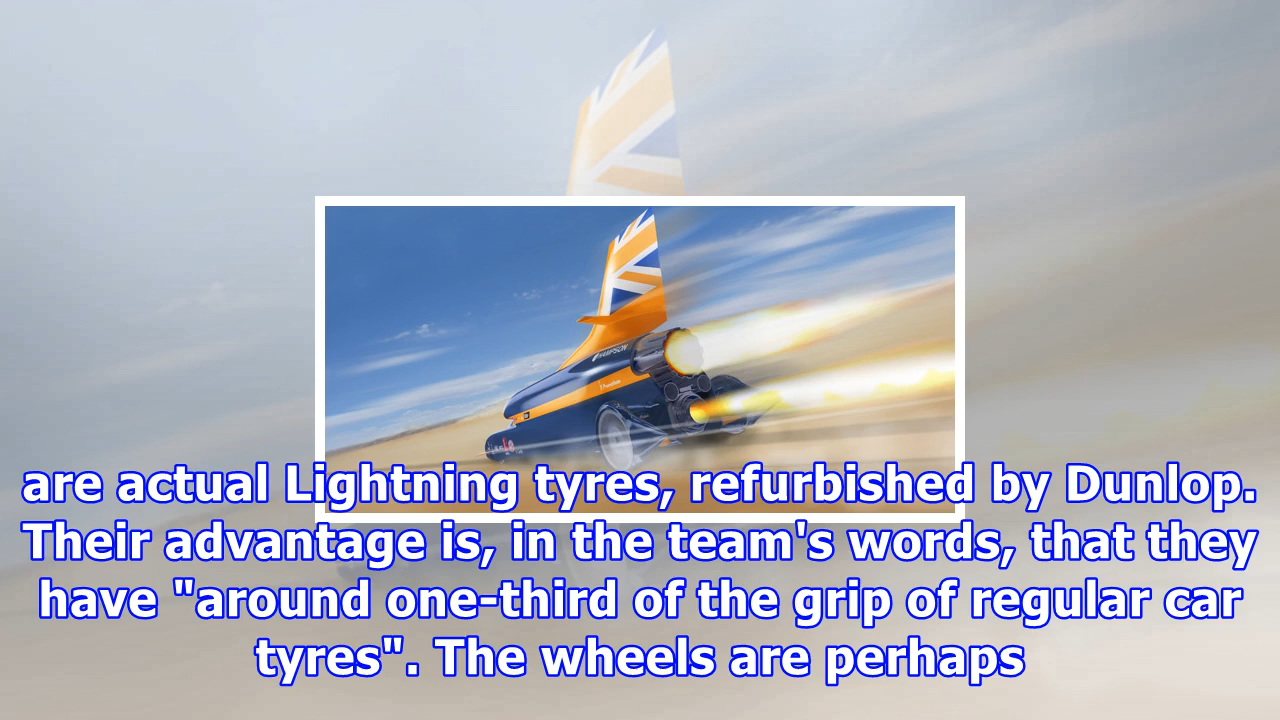 HAMPSON
are actual Lightning tyres, refurbished by Dunlop.
Their advantage is, in the team's words, that they
have "around one-third of the grip of regular car
tyres". The wheels are perhaps